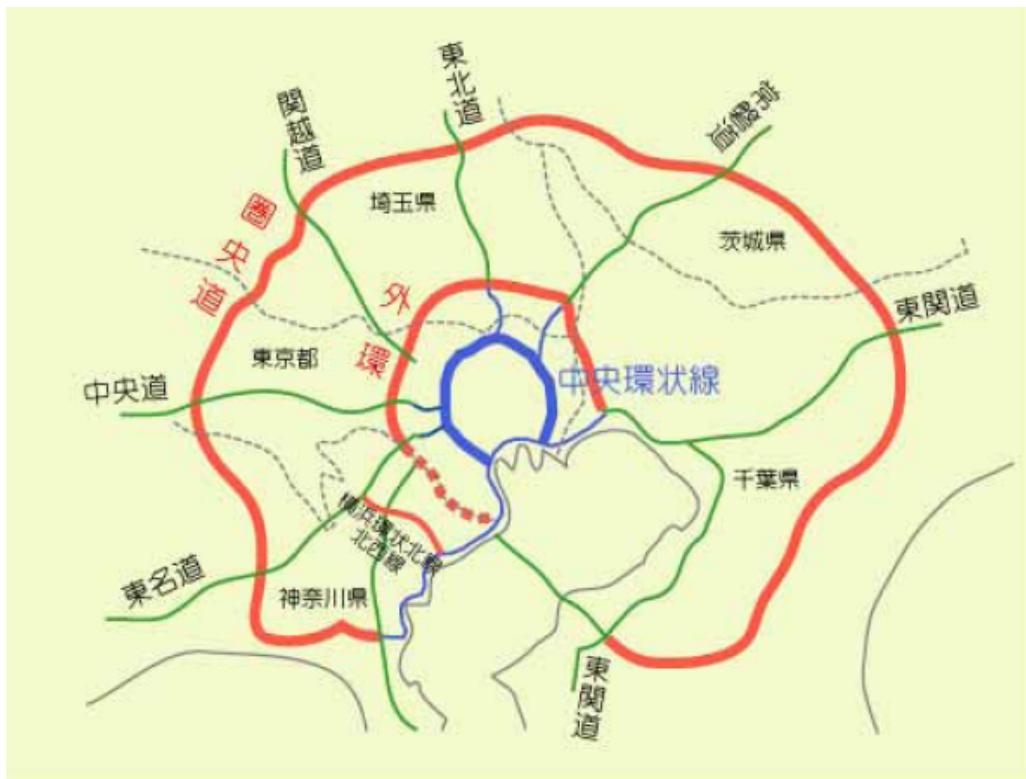 東北道
関越道
常磐道
圏央道
埼玉県
茨城県
外環
東関道
東京都
中央道
中央環状線
千葉県
横浜環状北線
北西線
東名道
神奈川県
東関道